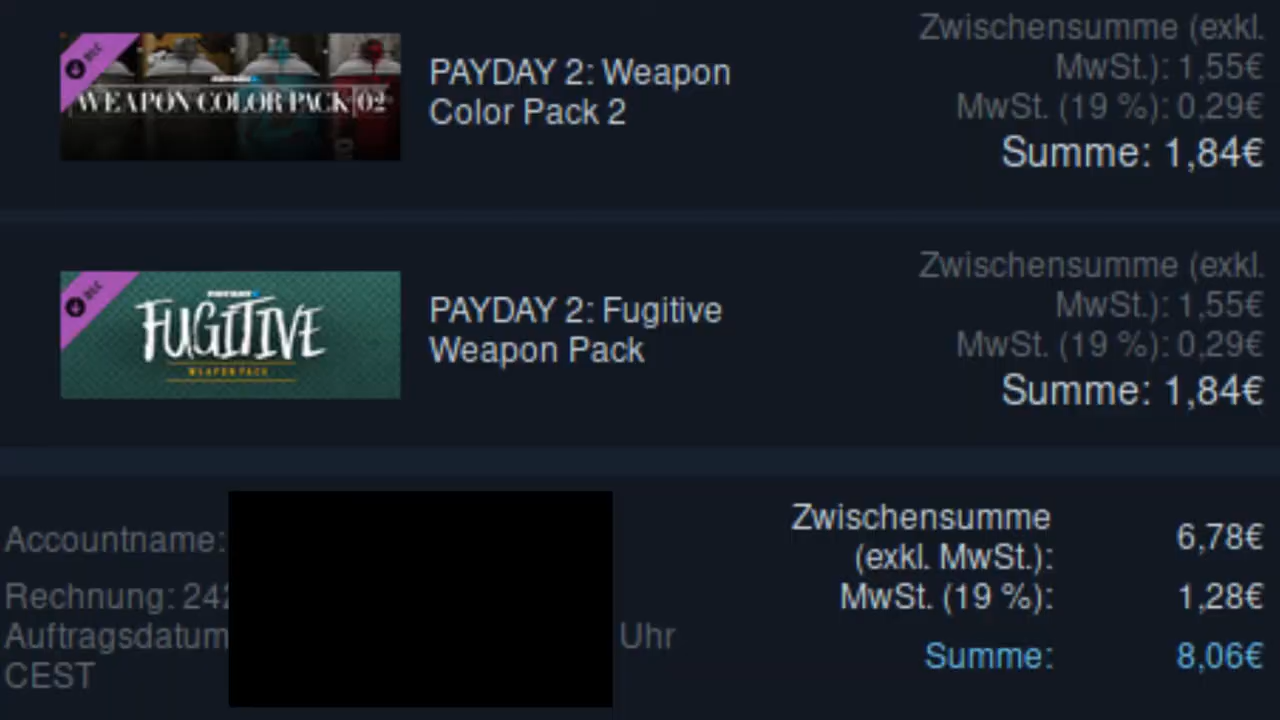 DLC
WEAPON COLOR PACK|02
PAYDAY 2: Weapon
Color Pack 2
Zwischensumme (exkl.
MwSt.): 1,55€
MwSt. (19 %): 0,29€
Summe: 1,84€
DLC
FUGITIVE
WEAPON PACK
PAYDAY 2: Fugitive
Weapon Pack
Zwischensumme (exkl.
MwSt.): 1,55€
MwSt. (19 %): 0,29€
Summe: 1,84€
Accountname:
Rechnung: 242
Auftragsdatum
Uhr
CEST
Zwischensumme
(exkl. MwSt.):
6,78€
MwSt. (19 %):
1,28€
Summe:
8,06€